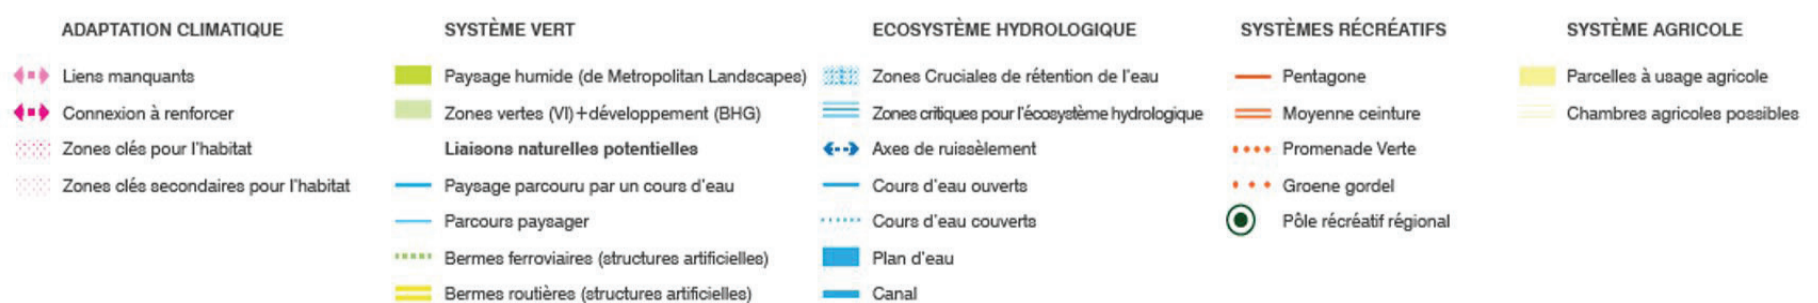 ADAPTATION CLIMATIQUE
Liens manquants
Connexion à renforcer
Zones clés pour l'habitat
Zones clés secondaires pour l'habitat
SYSTÈME VERT
Paysage humide (de Metropolitan Landscapes)
Zones vertes (VI)+développement (BHG)
Liaisons naturelles potentielles
Paysage parcouru par un cours d'eau
Parcours paysager
Bermes ferroviaires (structures artificielles)
Bermes routières (structures artificielles)
ECOSYSTÈME HYDROLOGIQUE
Zones Cruciales de rétention de l'eau
Zones critiques pour l'écosystème hydrologique
Axes de ruissèlement
Cours d'eau ouverts
Cours d'eau couverts
Plan d'eau
Canal
SYSTÈMES RÉCRÉATIFS
Pentagone
Moyenne ceinture
Promenade Verte
Groene gordel
Pôle récréatif régional
SYSTÈME AGRICOLE
Parcelles à usage agricole
Chambres agricoles possibles